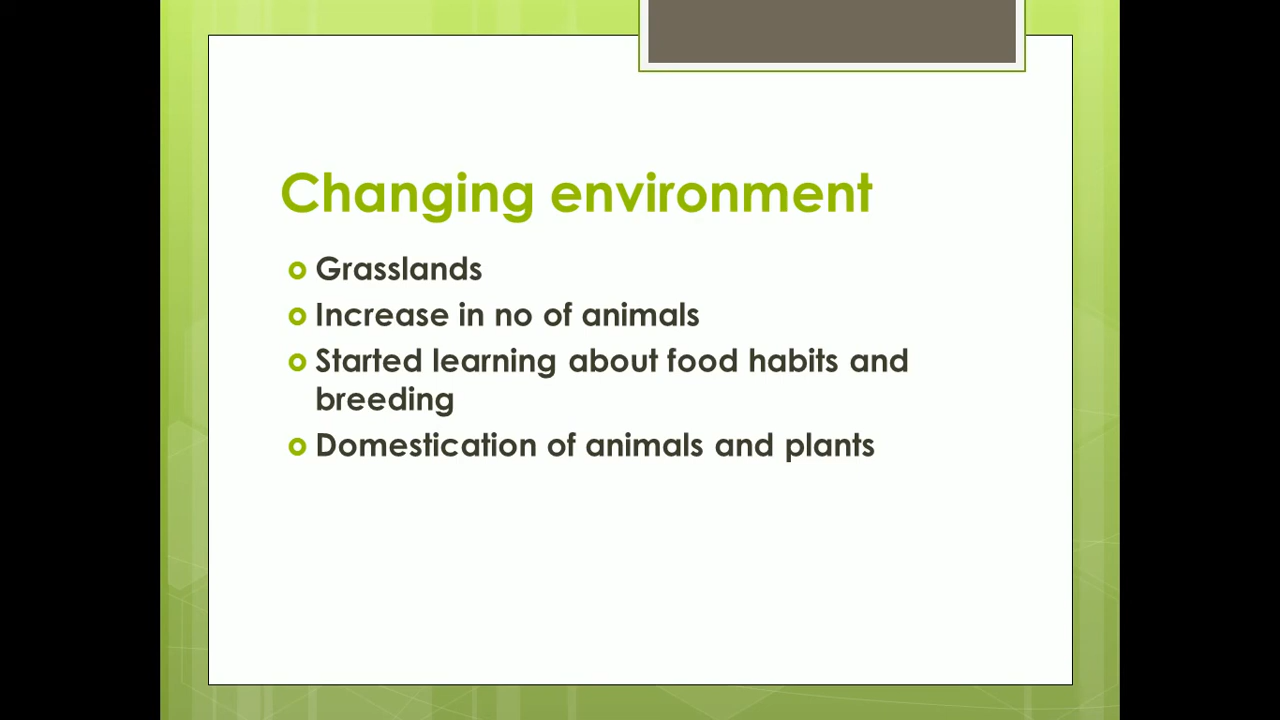 Changing environment
Grasslands
Increase in no of animals
Started learning about food habits and
breeding
Domestication of animals and plants